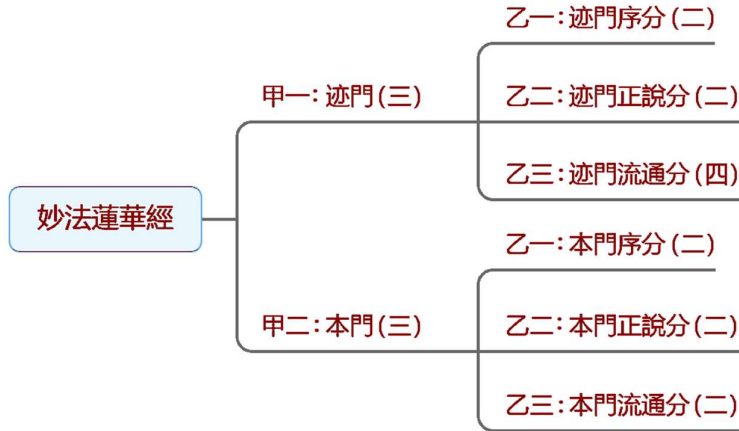 妙法蓮華經
甲一:迹門(三)
乙一:迹門序分(二)
乙二:迹門正說分(二)
乙三:迹門流通分(四)
甲二:本門(三)
乙一:本門序分(二)
乙二:本門正說分(二)
乙三:本門流通分(二)